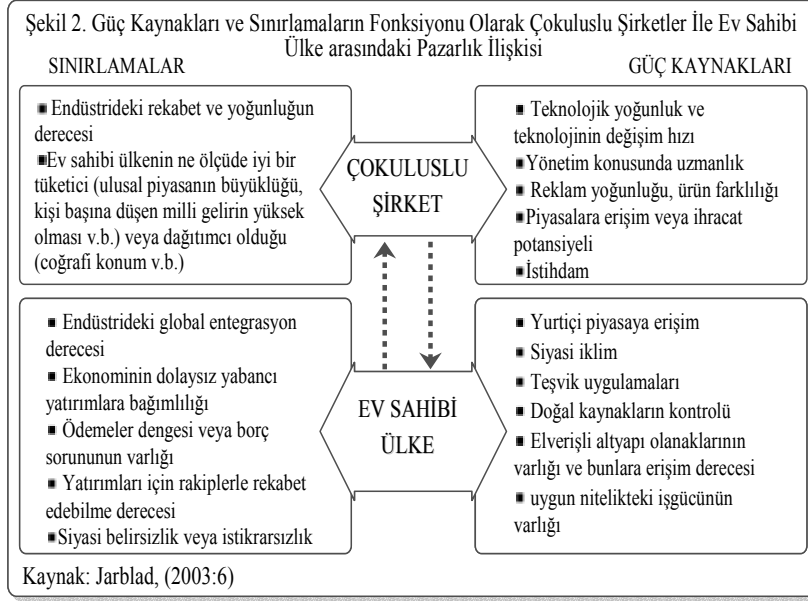 Şekil 2. Güç Kaynakları ve Sınırlamaların Fonksiyonu Olarak Çokuluslu Şirketler İle Ev Sahibi
Ülke arasındaki Pazarlık İlişkisi
SINIRLAMALAR
GÜÇ KAYNAKLARI
■ Endüstrideki rekabet ve yoğunluğun
derecesi
■Ev sahibi ülkenin ne ölçüde iyi bir
tüketici (ulusal piyasanın büyüklüğü,
kişi başına düşen milli gelirin yüksek
olması v.b.) veya dağıtımcı olduğu
(coğrafi konum v.b.)
ÇOKULUSLU
ŞİRKET
■ Teknolojik yoğunluk ve
teknolojinin değişim hızı
■Yönetim konusunda uzmanlık
■ Reklam yoğunluğu, ürün farklılığı
■Piyasalara erişim veya ihracat
potansiyeli
■İstihdam
■ Endüstrideki global entegrasyon
derecesi
■ Ekonominin dolaysız yabancı
yatırımlara bağımlılığı
■ Ödemeler dengesi veya borç
sorununun varlığı
■ Yatırımları için rakiplerle rekabet
edebilme derecesi
■Siyasi belirsizlik veya istikrarsızlık
EV SAHİBİ
ÜLKE
■ Yurtiçi piyasaya erişim
■ Siyasi iklim
■ Teşvik uygulamaları
■ Doğal kaynakların kontrolü
■ Elverişli altyapı olanaklarının
varlığı ve bunlara erişim derecesi
■ uygun nitelikteki işgücünün
varlığı
Kaynak: Jarblad, (2003:6)